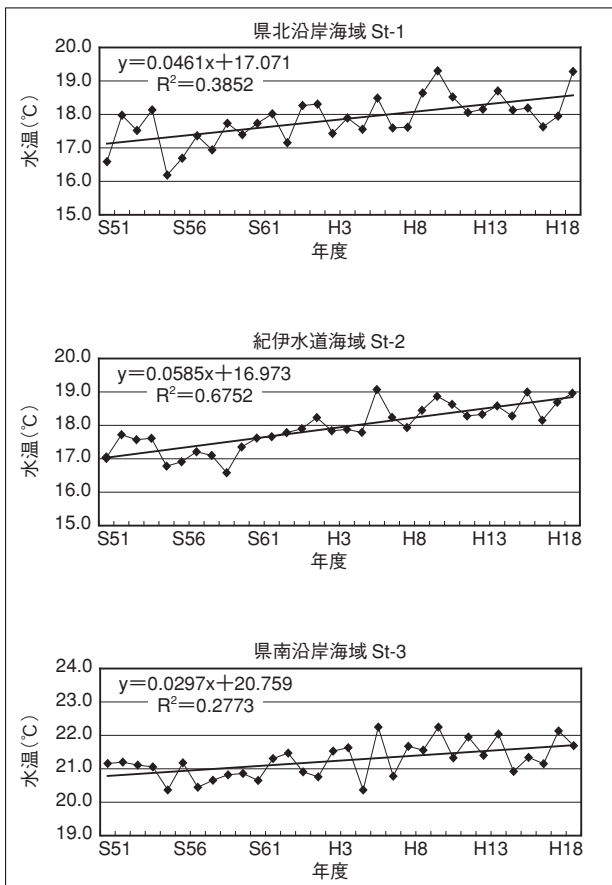 県北沿岸海域 St-1
y=0.0461x+17.071
R²=0.3852
水温(℃)
20.0
19.0
18.0
17.0
16.0
15.0
S51 S56 S61 H3 H8 H13 H18
年度
紀伊水道海域 St-2
y=0.0585x+16.973
R²=0.6752
水温(℃)
20.0
19.0
18.0
17.0
16.0
15.0
S51 S56 S61 H3 H8 H13 H18
年度
県南沿岸海域 St-3
y=0.0297x+20.759
R²=0.2773
水温(℃)
24.0
23.0
22.0
21.0
20.0
19.0
S51 S56 S61 H3 H8 H13 H18
年度